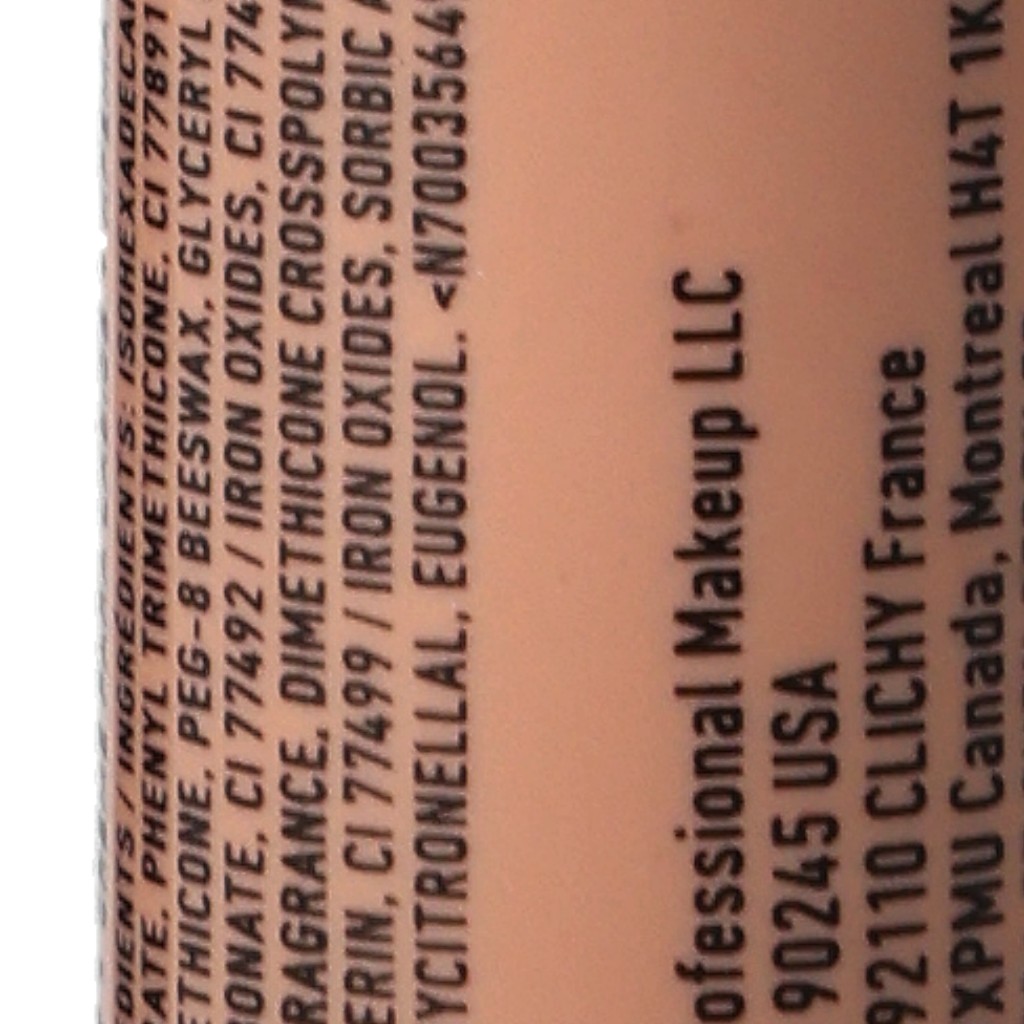 DIENTS / INGRÉDIENTS: ISOHEXADECA
ATE, PHENYL TRIMETHICONE, CI 77891
ETHICONE, PEG-8 BEESWAX, GLYCERYL
ONATE, CI 77492 / IRON OXIDES, CI 774
RAGRANCE, DIMETHICONE CROSSPOLY
ERIN, CI 77499 / IRON OXIDES, SORBIC A
YCITRONELLAL, EUGENOL. <N7003564
ofessional Makeup LLC
90245 USA
92110 CLICHY France
XPMU Canada, Montreal H4T 1K